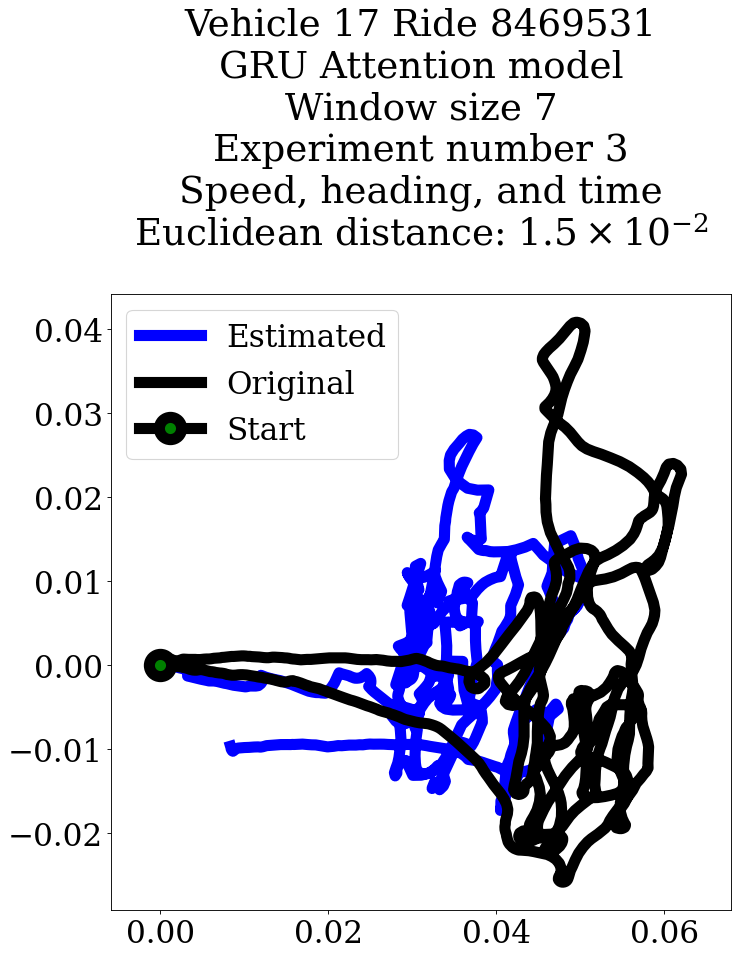 Vehicle 17 Ride 8469531
GRU Attention model
Window size 7
Experiment number 3
Speed, heading, and time
Euclidean distance: 1.5 × 10⁻²
Estimated
Original
Start
0.04
0.03
0.02
0.01
0.00
−0.01
−0.02
0.00 0.02 0.04 0.06